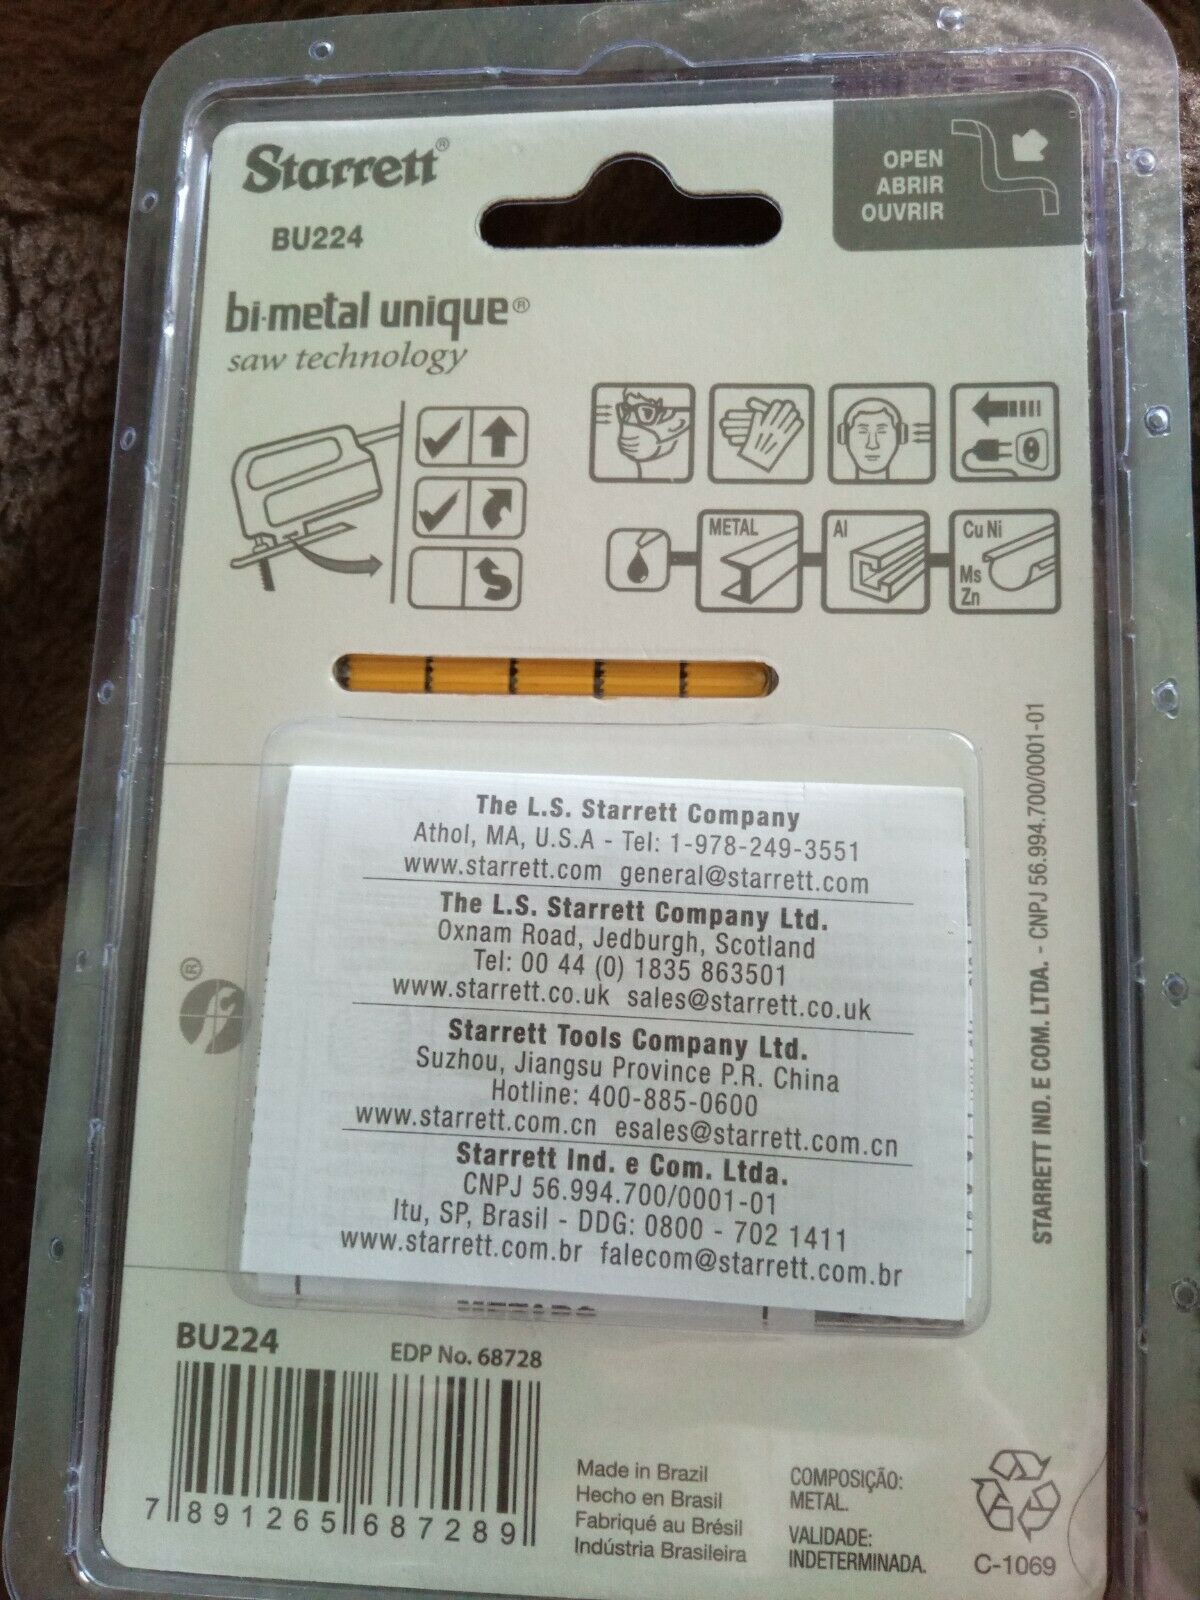 Starrett®
BU224
bi-metal unique®
saw technology
OPEN
ABRIR
OUVRIR
METAL
Al
Cu Ni
Ms
Zn
The L.S. Starrett Company
Athol, MA, U.S.A - Tel: 1-978-249-3551
www.starrett.com general@starrett.com
The L.S. Starrett Company Ltd.
Oxnam Road, Jedburgh, Scotland
Tel: 00 44 (0) 1835 863501
www.starrett.co.uk sales@starrett.co.uk
Starrett Tools Company Ltd.
Suzhou, Jiangsu Province P.R. China
Hotline: 400-885-0600
www.starrett.com.cn esales@starrett.com.cn
Starrett Ind. e Com. Ltda.
CNPJ 56.994.700/0001-01
Itu, SP, Brasil - DDG: 0800 - 702 1411
www.starrett.com.br falecom@starrett.com.br
®
STARRETT IND. E COM. LTDA. - CNPJ 56.994.700/0001-01
BU224
EDP No. 68728
7 891265 687289
Made in Brazil
Hecho en Brasil
Fabriqué au Brésil
Indústria Brasileira
COMPOSIÇÃO:
METAL.
VALIDADE:
INDETERMINADA.
C-1069